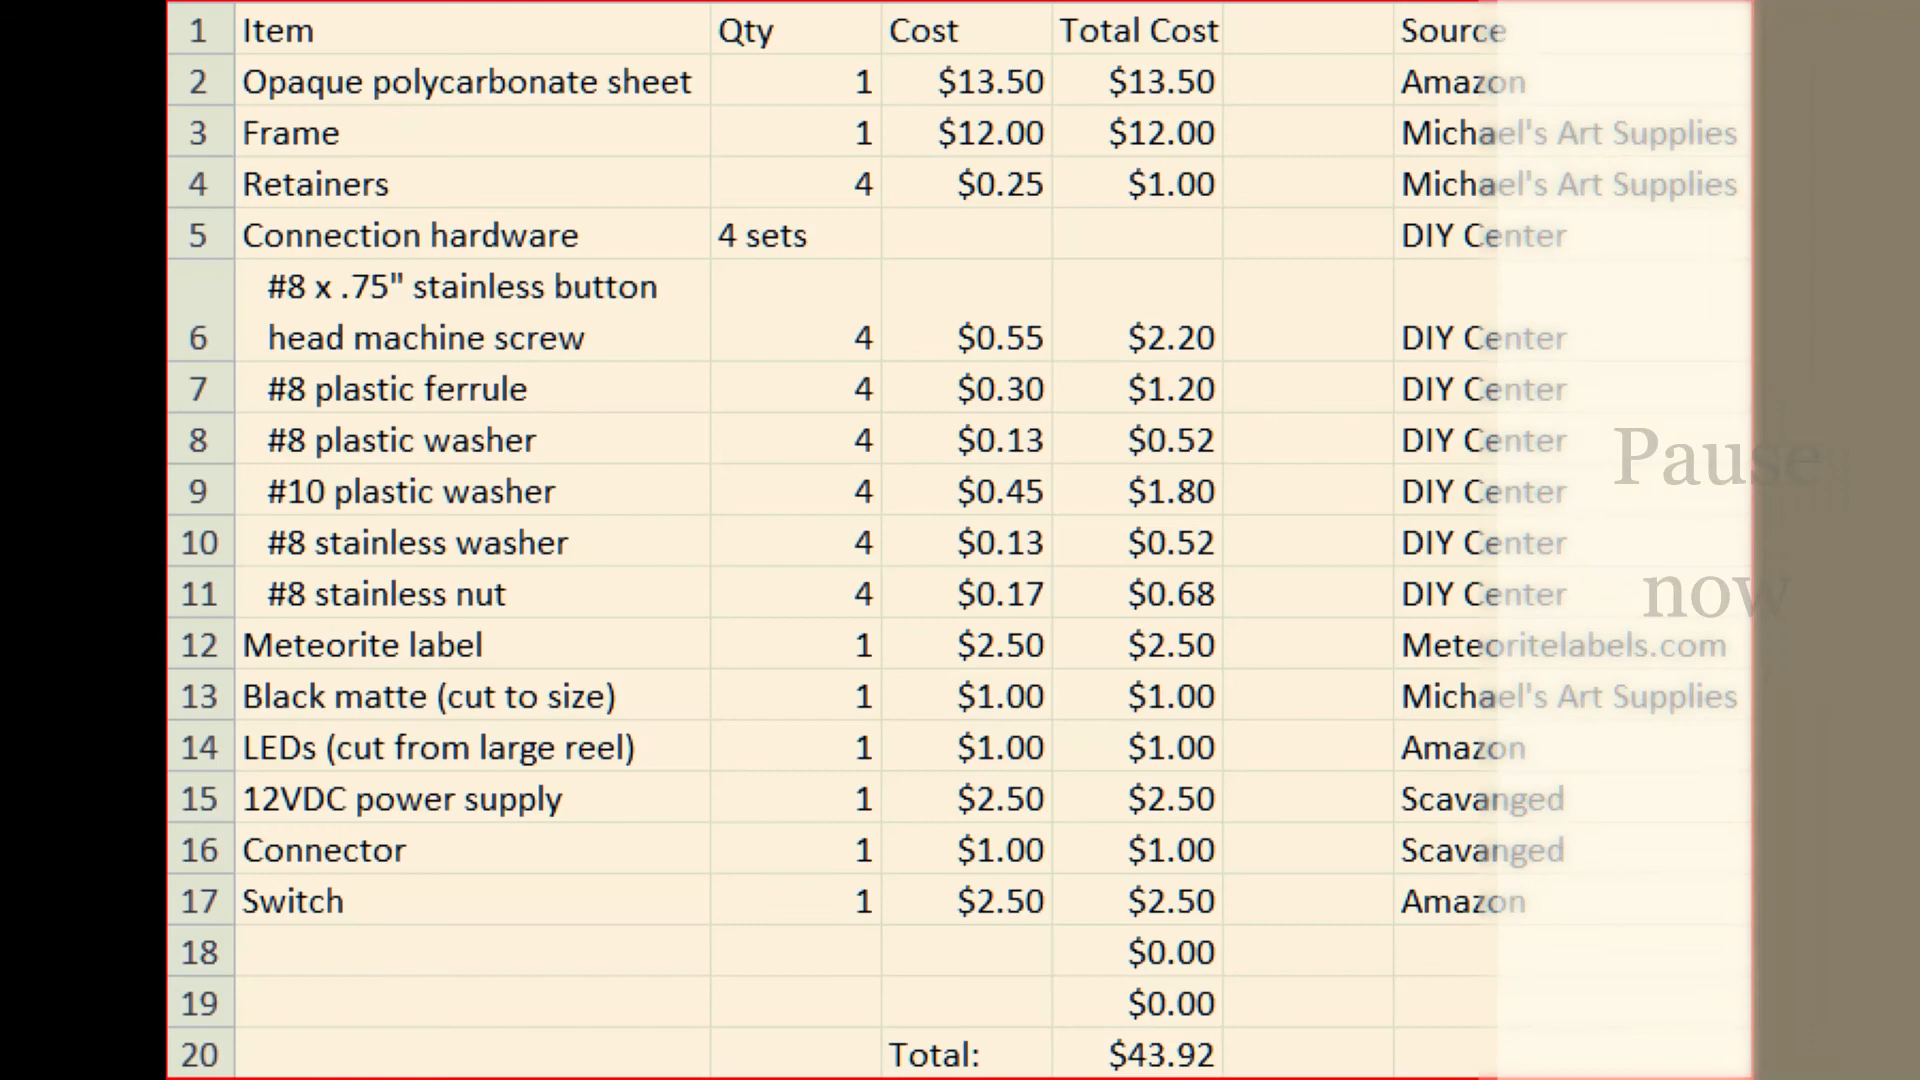 1 Item Qty Cost Total Cost Source
2 Opaque polycarbonate sheet 1 $13.50 $13.50 Amazon
3 Frame 1 $12.00 $12.00 Michael's Art Supplies
4 Retainers 4 $0.25 $1.00 Michael's Art Supplies
5 Connection hardware 4 sets DIY Center
#8 x .75" stainless button
6 head machine screw 4 $0.55 $2.20 DIY Center
7 #8 plastic ferrule 4 $0.30 $1.20 DIY Center
8 #8 plastic washer 4 $0.13 $0.52 DIY Center
9 #10 plastic washer 4 $0.45 $1.80 DIY Center
10 #8 stainless washer 4 $0.13 $0.52 DIY Center
11 #8 stainless nut 4 $0.17 $0.68 DIY Center
12 Meteorite label 1 $2.50 $2.50 Meteoritelabels.com
13 Black matte (cut to size) 1 $1.00 $1.00 Michael's Art Supplies
14 LEDs (cut from large reel) 1 $1.00 $1.00 Amazon
15 12VDC power supply 1 $2.50 $2.50 Scavanged
16 Connector 1 $1.00 $1.00 Scavanged
17 Switch 1 $2.50 $2.50 Amazon
18 $0.00
19 $0.00
20 Total: $43.92
Pause
now